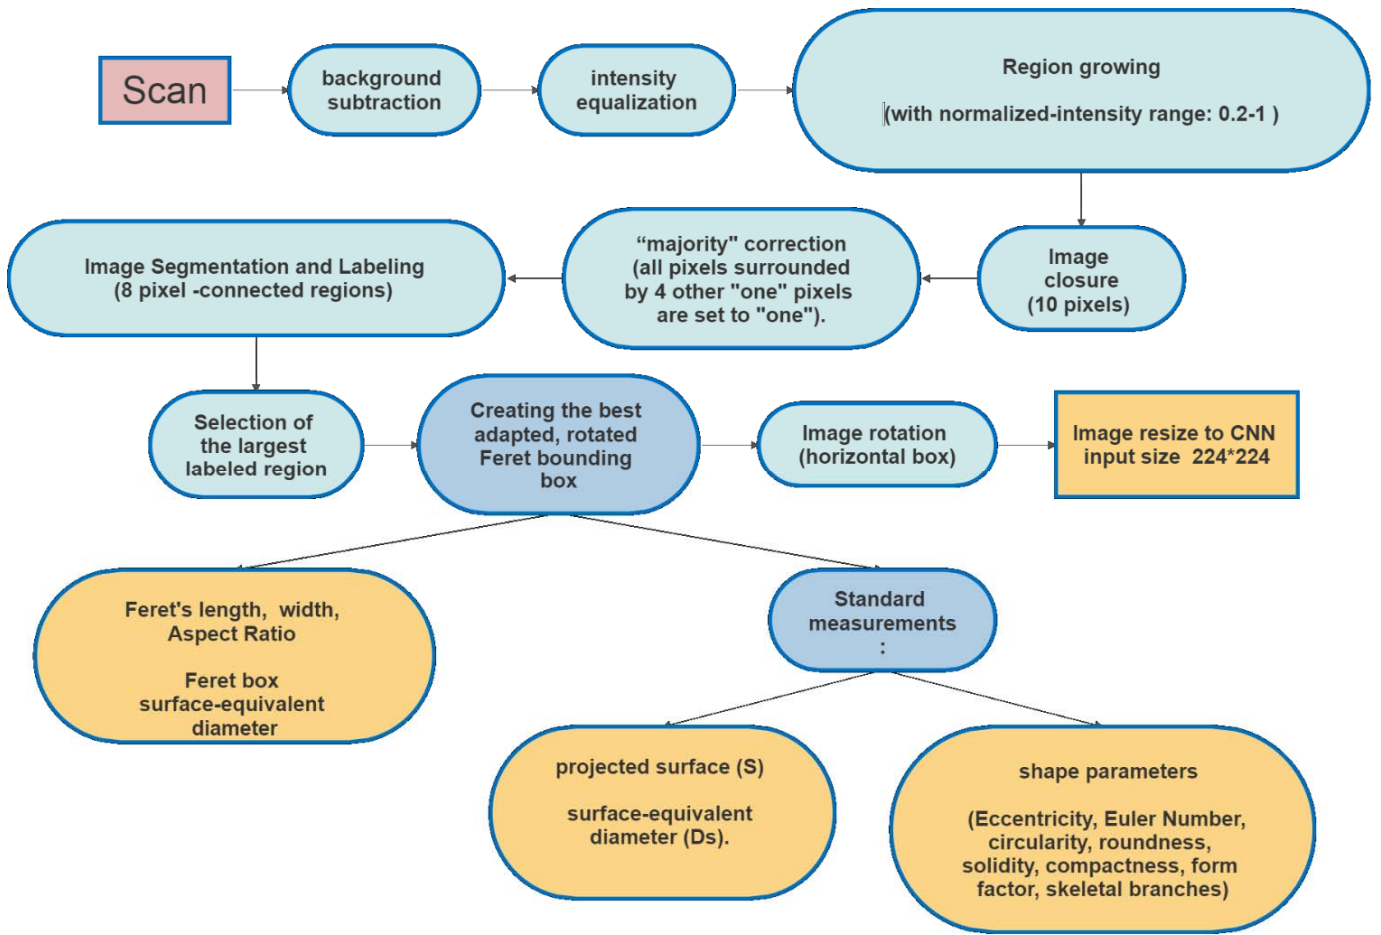 Scan
background
subtraction
intensity
equalization
Region growing
(with normalized-intensity range: 0.2-1 )
Image
closure
(10 pixels)
“majority" correction
(all pixels surrounded
by 4 other "one" pixels
are set to "one").
Image Segmentation and Labeling
(8 pixel -connected regions)
Selection of
the largest
labeled region
Creating the best
adapted, rotated
Feret bounding
box
Image rotation
(horizontal box)
Image resize to CNN
input size 224*224
Feret's length, width,
Aspect Ratio
Feret box
surface-equivalent
diameter
Standard
measurements
:
projected surface (S)
surface-equivalent
diameter (Ds).
shape parameters
(Eccentricity, Euler Number,
circularity, roundness,
solidity, compactness, form
factor, skeletal branches)